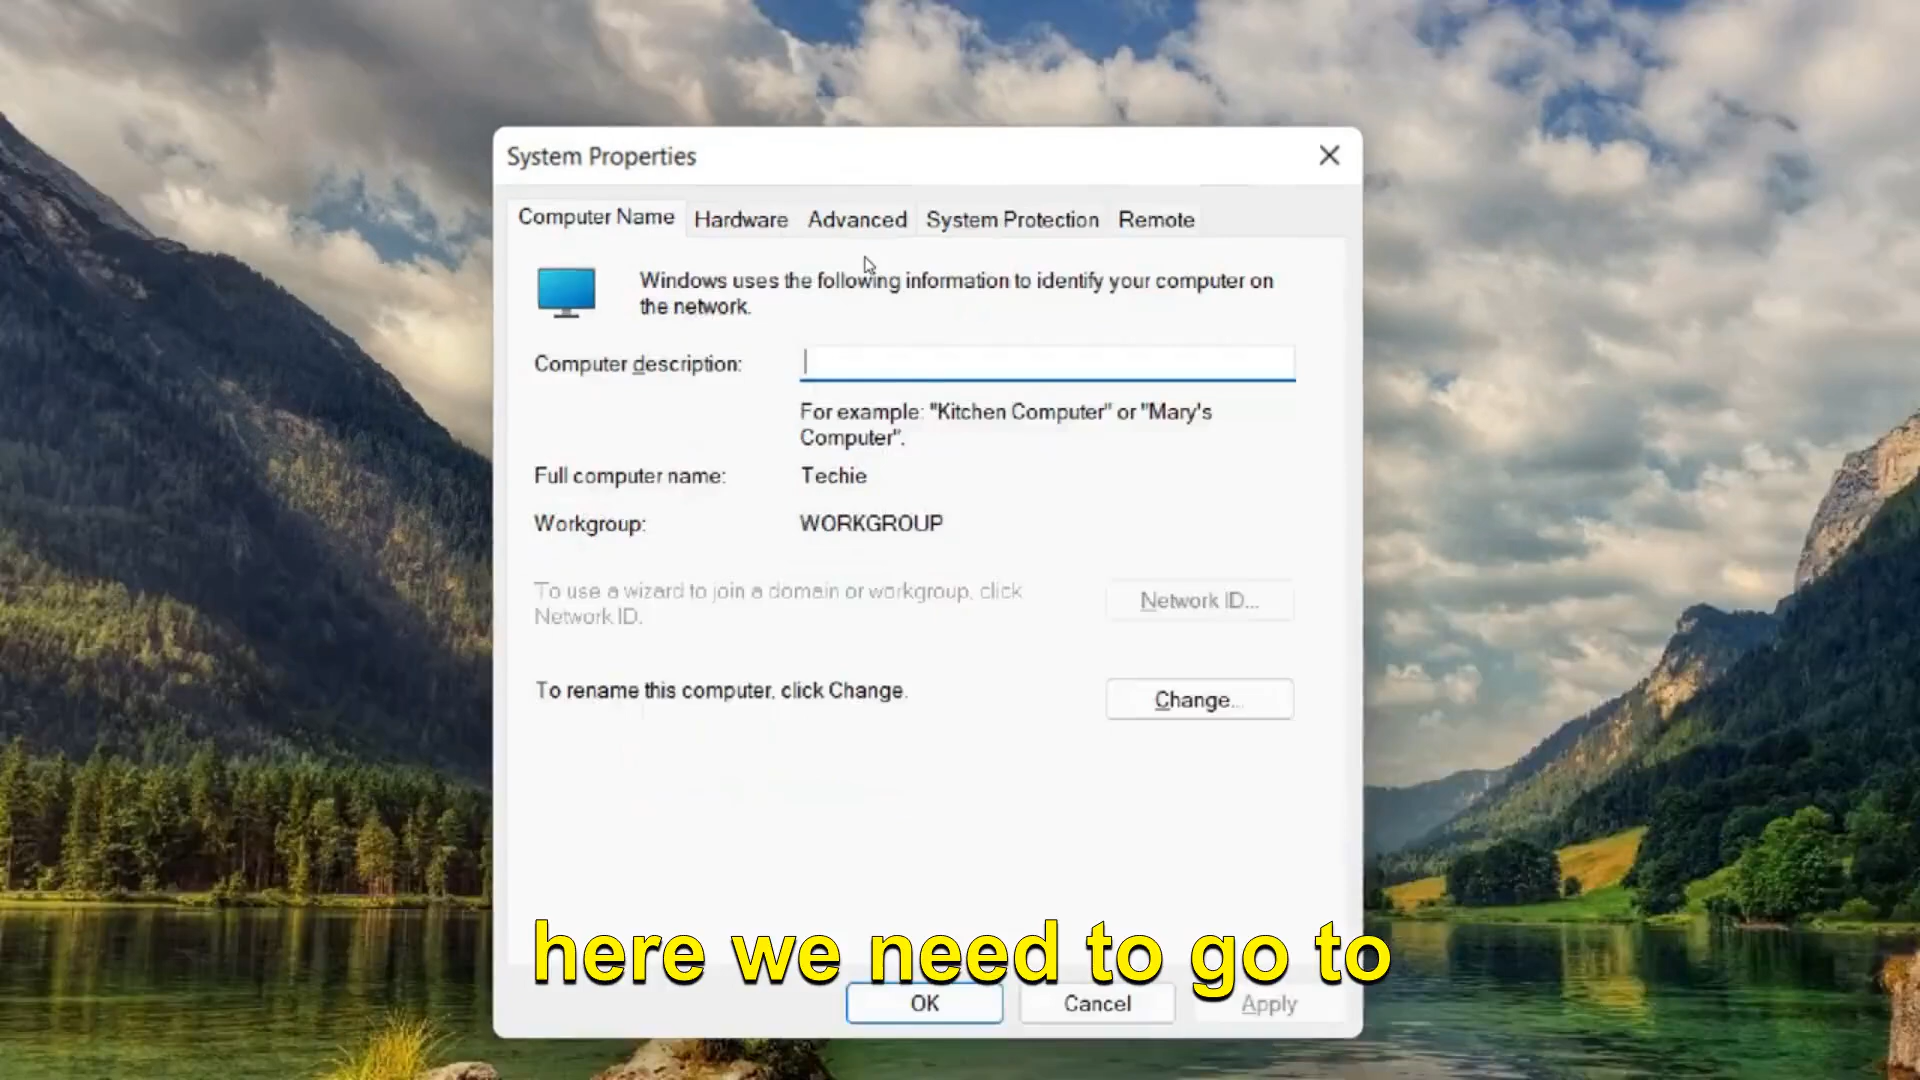 System Properties
Computer Name Hardware Advanced System Protection Remote
Windows uses the following information to identify your computer on
the network.
Computer description:
For example: "Kitchen Computer" or "Mary's
Computer".
Full computer name: Techie
Workgroup: WORKGROUP
To use a wizard to join a domain or workgroup, click
Network ID.
Network ID...
To rename this computer, click Change.
Change...
here we need to go to
OK Cancel Apply